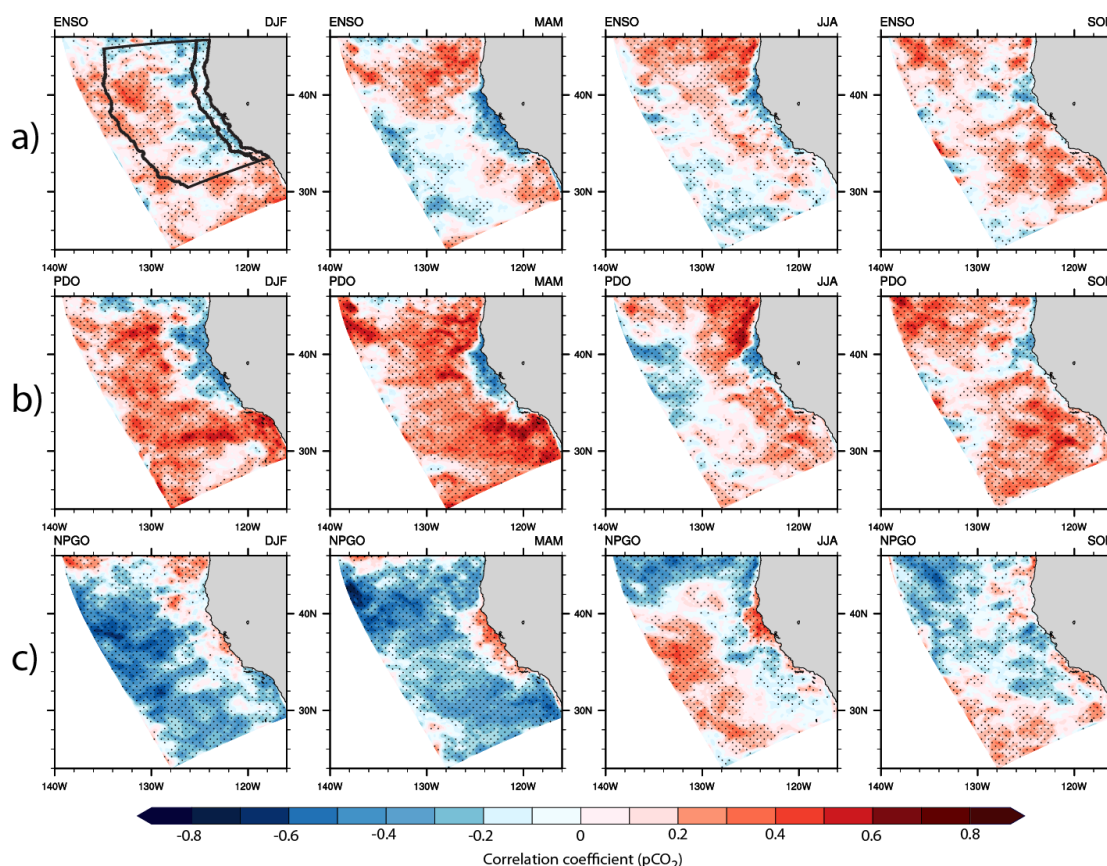 ENSO DJF ENSO MAM ENSO JJA ENSO SO
40N 40N 40N
a)
30N 30N 30N
140W 130W 120W 140W 130W 120W 140W 130W 120W 140W 130W 120W
PDO DJF PDO MAM PDO JJA PDO SO
40N 40N 40N
b)
30N 30N 30N
140W 130W 120W 140W 130W 120W 140W 130W 120W 140W 130W 120W
NPGO DJF NPGO MAM NPGO JJA NPGO SO
40N 40N 40N
c)
30N 30N 30N
140W 130W 120W 140W 130W 120W 140W 130W 120W 140W 130W 120W
-0.8 -0.6 -0.4 -0.2 0 0.2 0.4 0.6 0.8
Correlation coefficient (pCO₂)